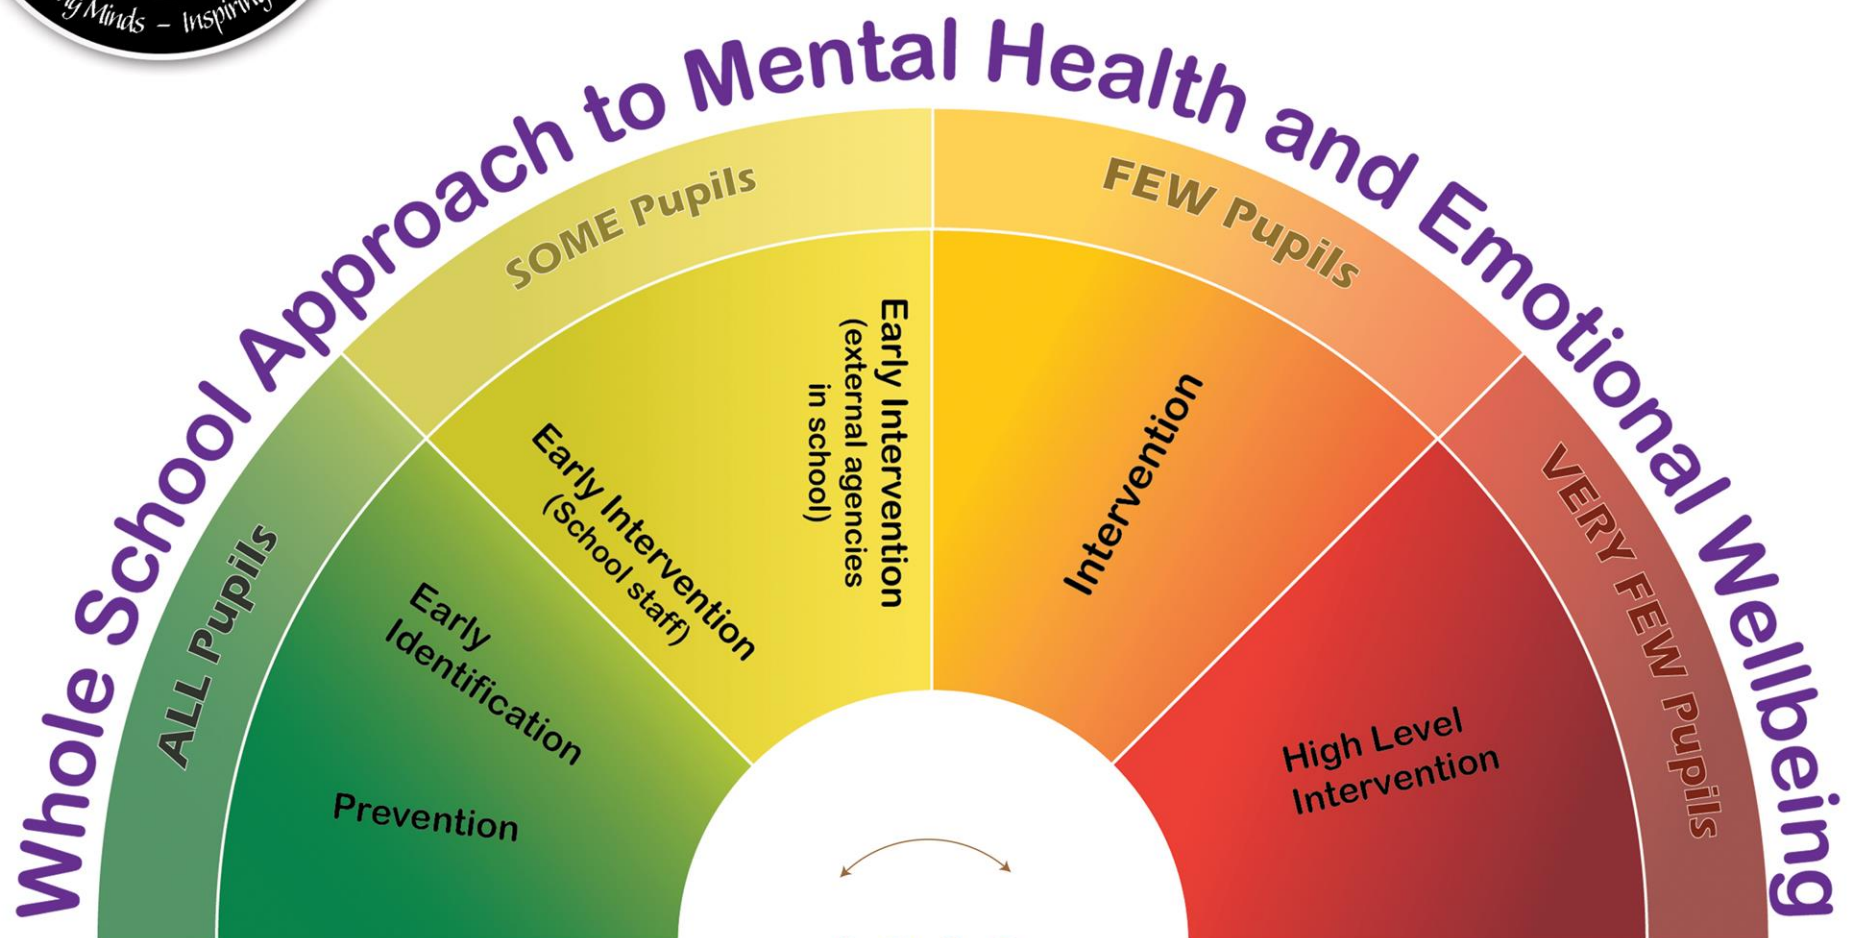 Minds – Inspiring
Whole School Approach to Mental Health and Emotional Wellbeing
ALL Pupils
SOME Pupils
FEW Pupils
VERY FEW Pupils
Prevention
Early
Identification
Early Intervention
(School staff)
Early Intervention
(external agencies
in school)
Intervention
High Level
Intervention